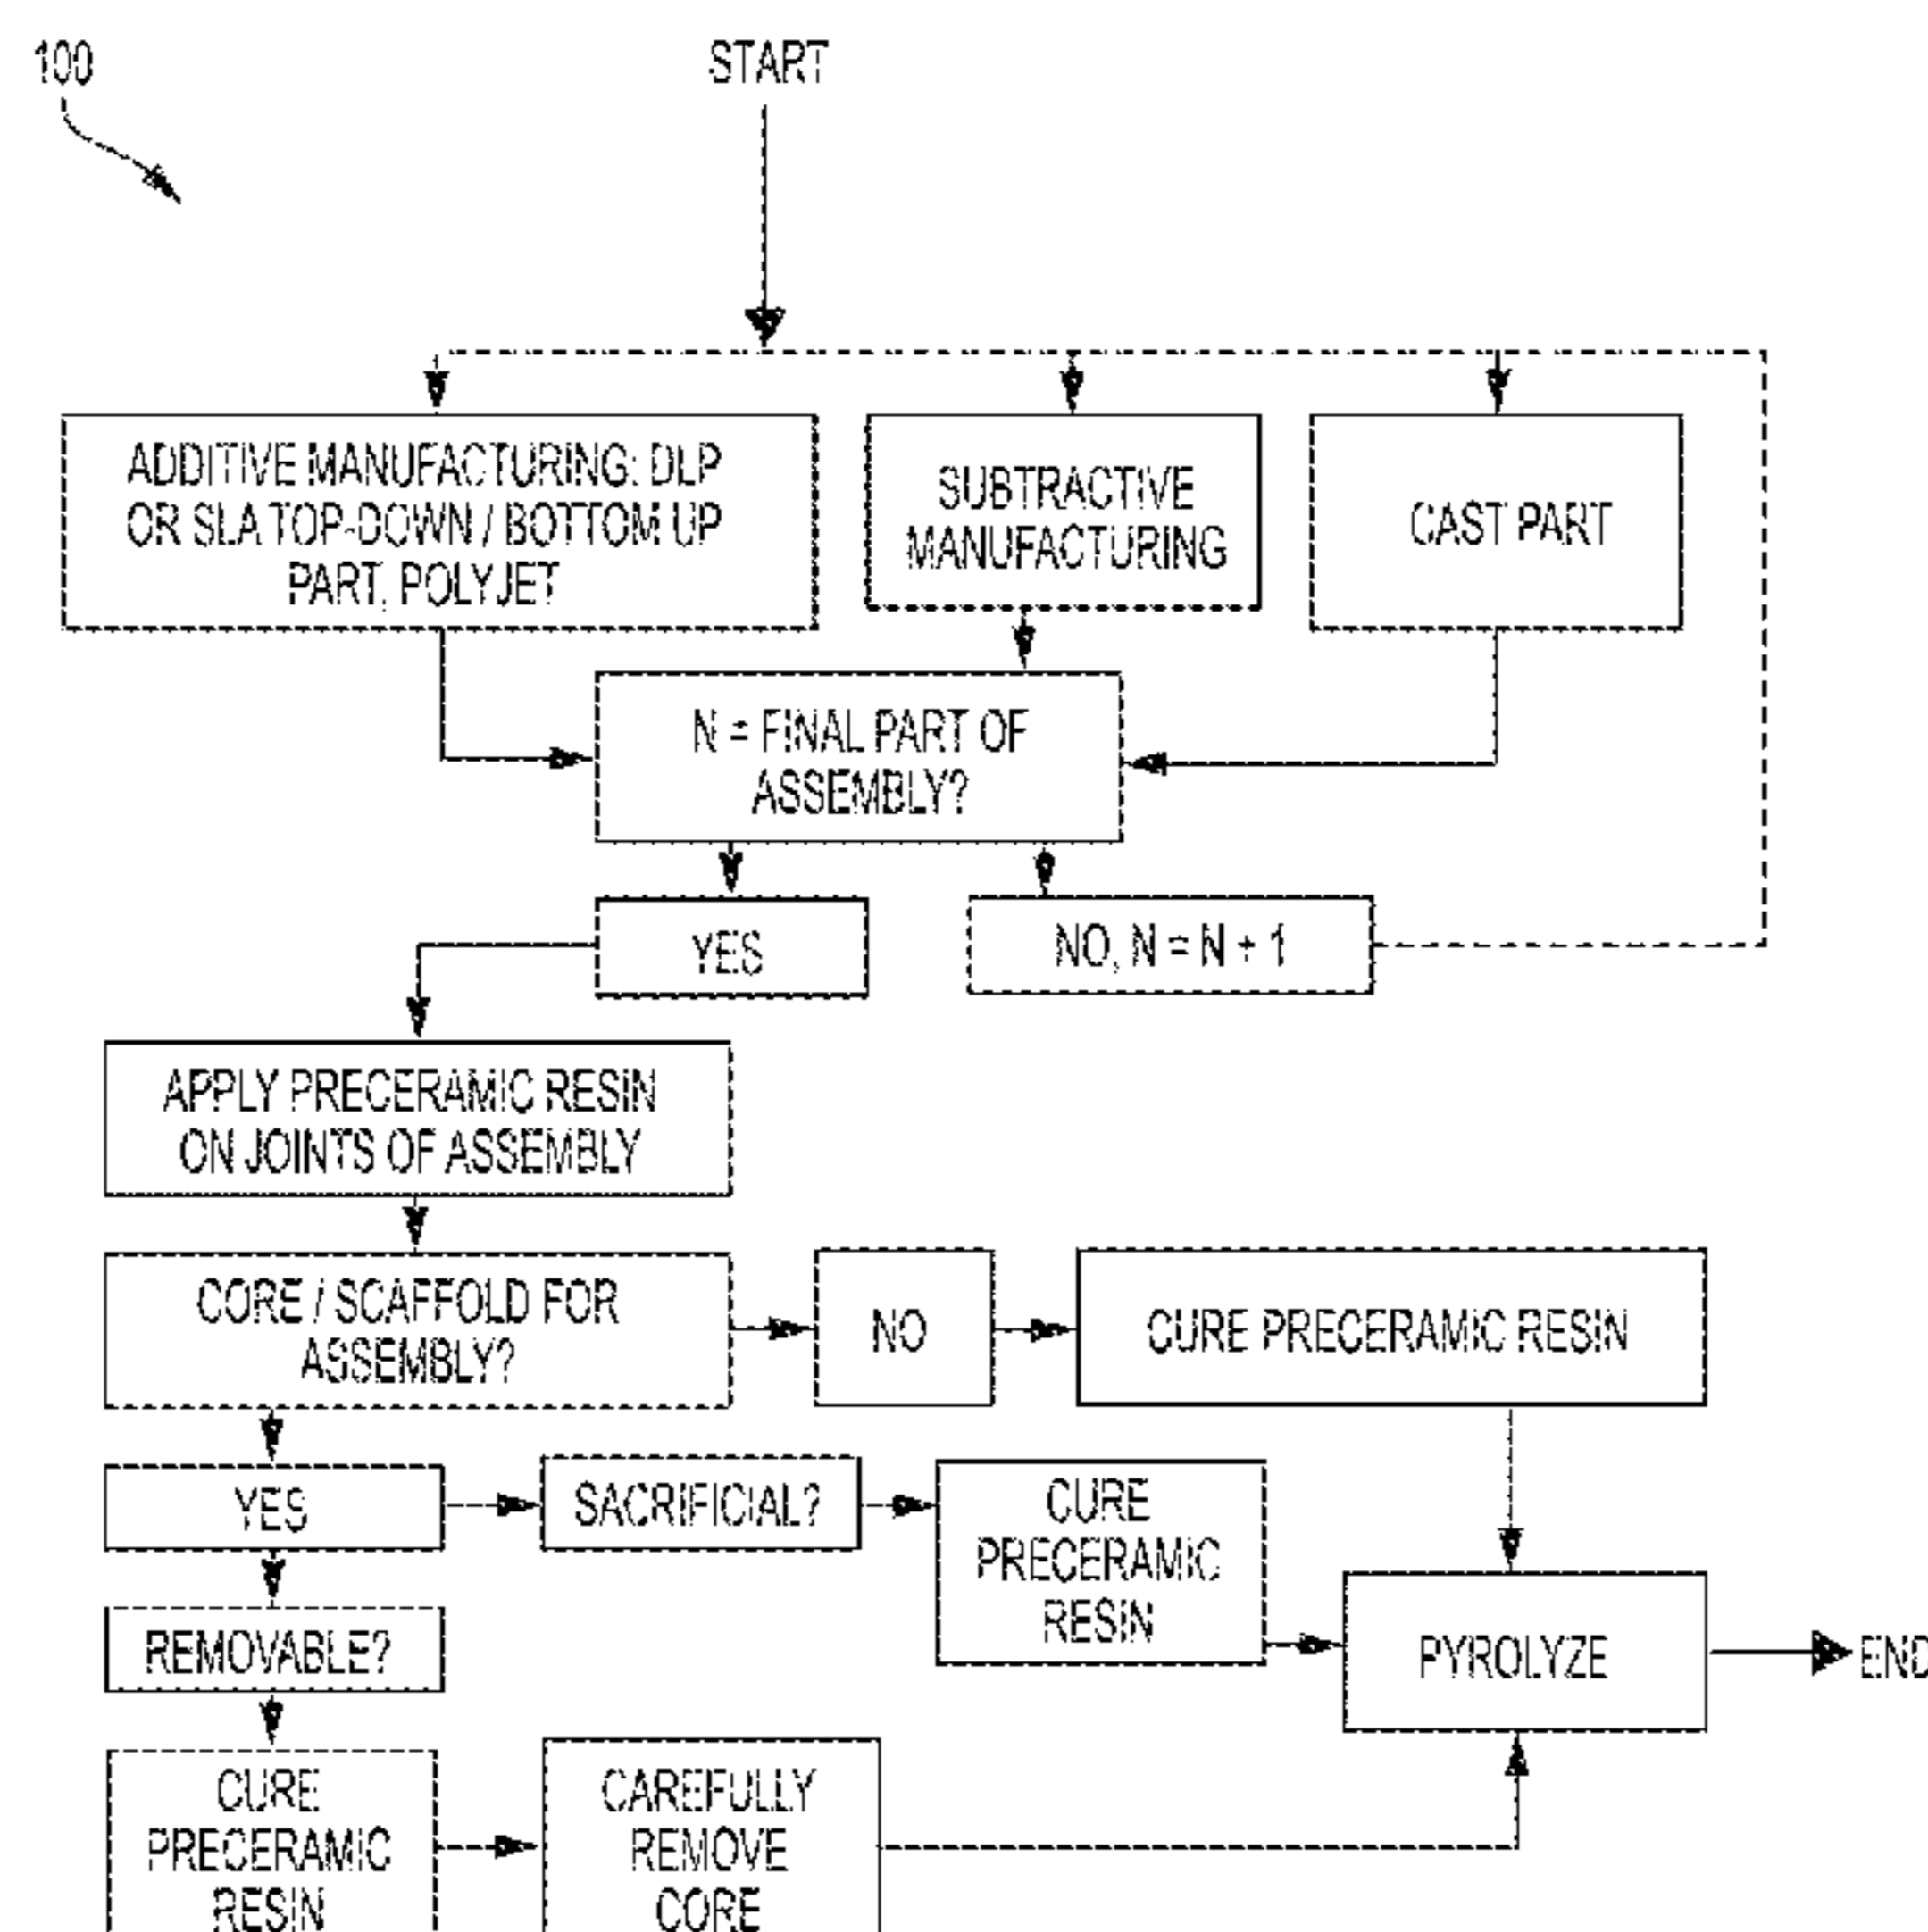 100
START
ADDITIVE MANUFACTURING: DLP
OR SLA TOP-DOWN / BOTTOM UP
PART, POLYJET
SUBTRACTIVE
MANUFACTURING
CAST PART
N = FINAL PART OF
ASSEMBLY?
YES
NO, N = N + 1
APPLY PRECERAMIC RESIN
ON JOINTS OF ASSEMBLY
CORE / SCAFFOLD FOR
ASSEMBLY?
NO
CURE PRECERAMIC RESIN
YES
SACRIFICIAL?
CURE
PRECERAMIC
RESIN
REMOVABLE?
PYROLYZE
END
CURE
PRECERAMIC
RESIN
CAREFULLY
REMOVE
CORE